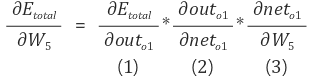 ∂E_total / ∂W_5 = ∂E_total / ∂out_o1 * ∂out_o1 / ∂net_o1 * ∂net_o1 / ∂W_5
(1) (2) (3)